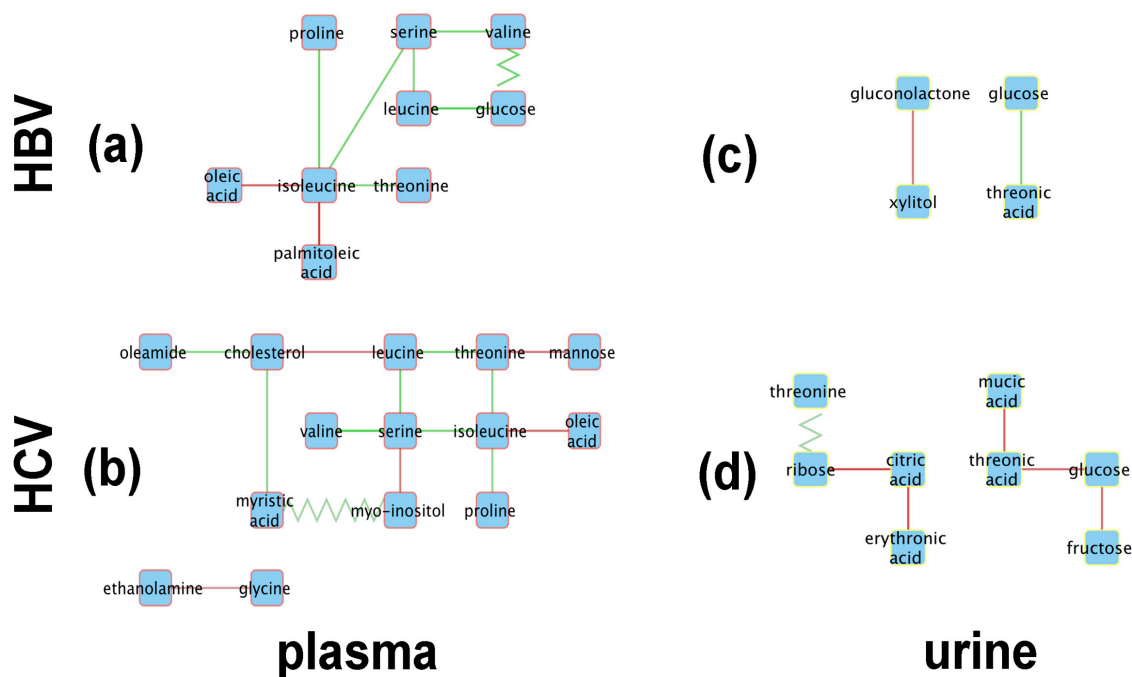 HBV
(a)
proline
serine
valine
leucine
glucose
oleic
acid
isoleucine
threonine
palmitoleic
acid
(c)
gluconolactone
glucose
xylitol
threonic
acid
HCV
(b)
oleamide
cholesterol
leucine
threonine
mannose
valine
serine
isoleucine
oleic
acid
myristic
acid
myo-inositol
proline
ethanolamine
glycine
(d)
threonine
mucic
acid
ribose
citric
acid
threonic
acid
glucose
erythronic
acid
fructose
plasma
urine